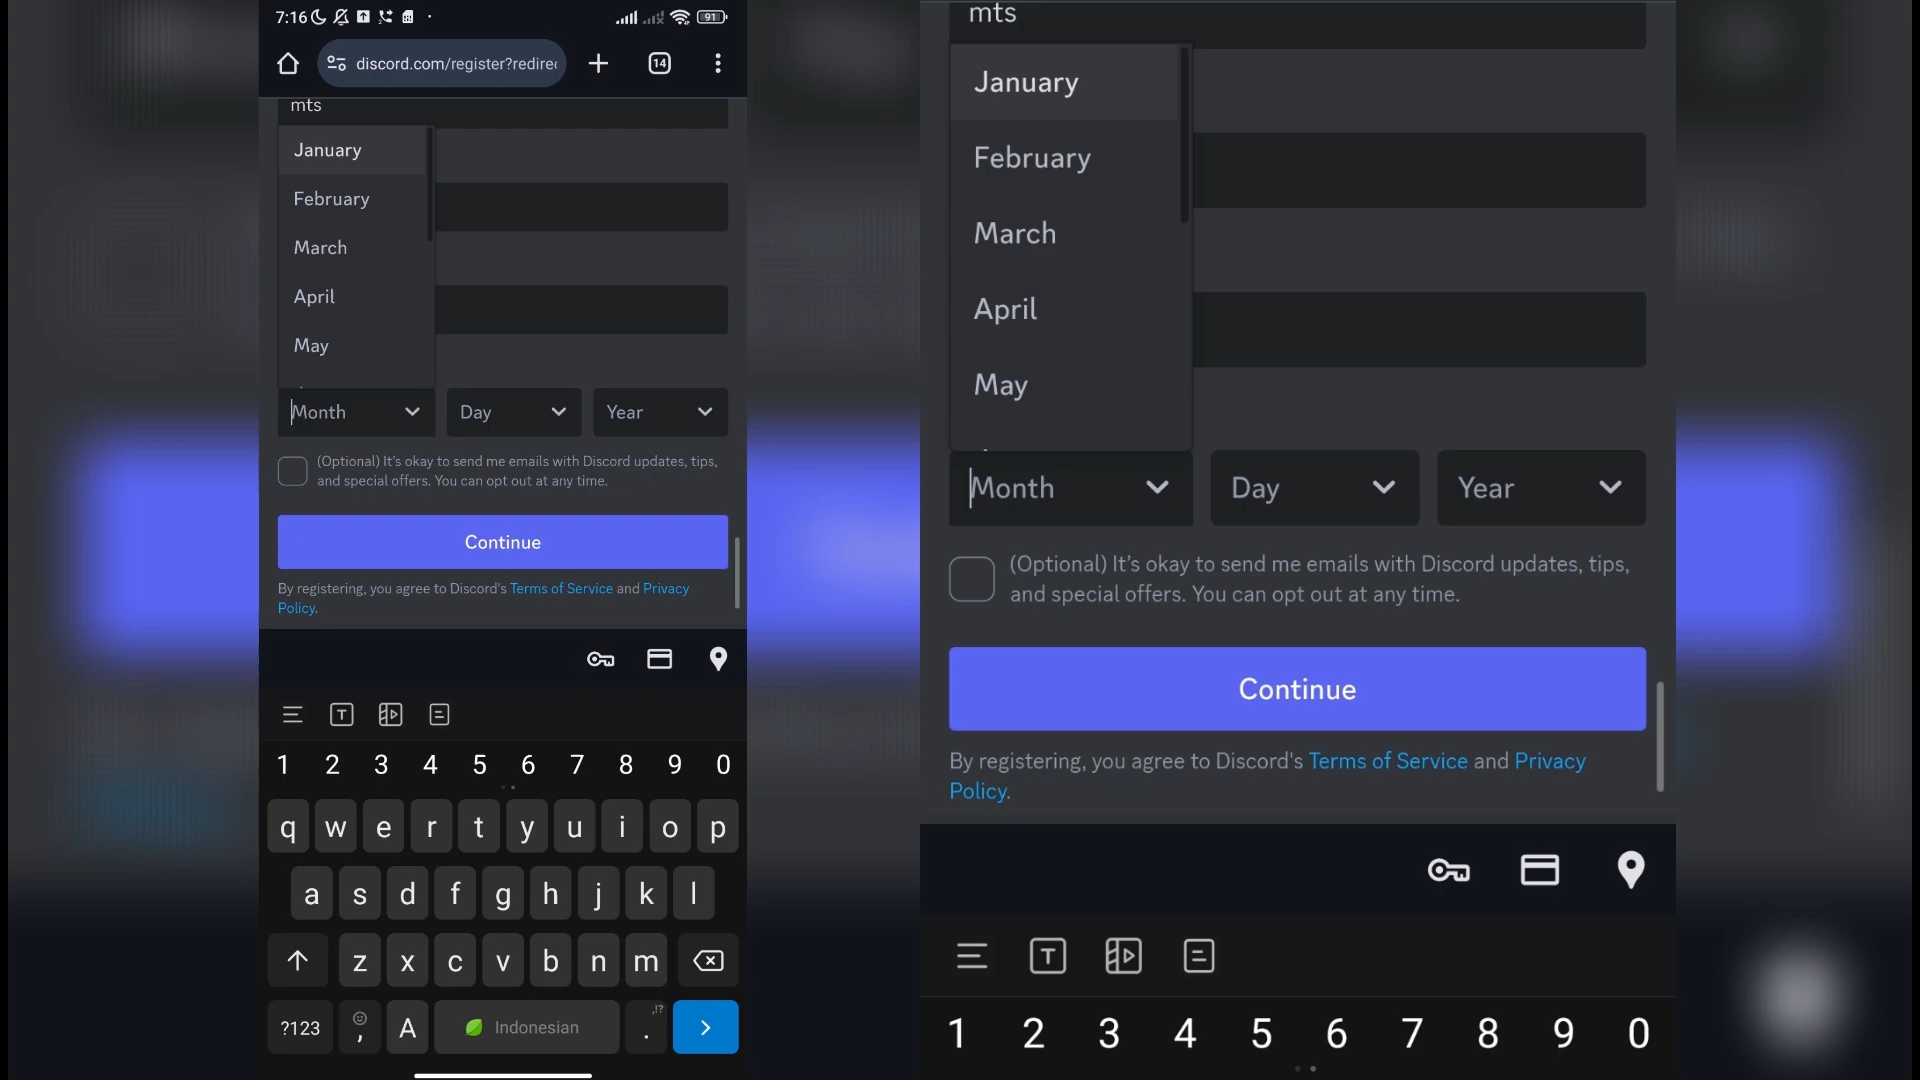 7:16
91
discord.com/register?redirec
14
mts
January
February
March
April
May
Month
Day
Year
(Optional) It's okay to send me emails with Discord updates, tips,
and special offers. You can opt out at any time.
Continue
By registering, you agree to Discord's Terms of Service and Privacy
Policy.
1 2 3 4 5 6 7 8 9 0
q w e r t y u i o p
a s d f g h j k l
z x c v b n m
?123 , A Indonesian . ,!?
mts
January
February
March
April
May
Month
Day
Year
(Optional) It's okay to send me emails with Discord updates, tips,
and special offers. You can opt out at any time.
Continue
By registering, you agree to Discord's Terms of Service and Privacy
Policy.
T
1 2 3 4 5 6 7 8 9 0